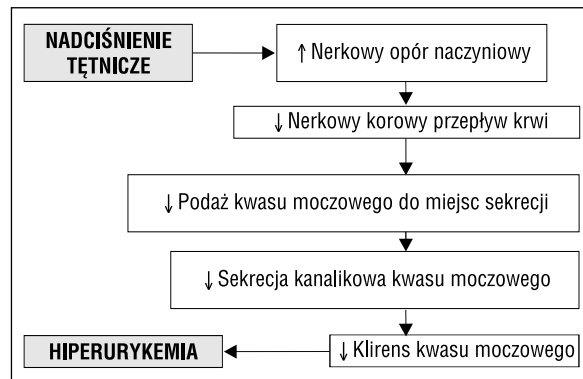 NADCIŚNIENIE
TĘTNICZE
↑ Nerkowy opór naczyniowy
↓ Nerkowy korowy przepływ krwi
↓ Podaż kwasu moczowego do miejsc sekrecji
↓ Sekrecja kanalikowa kwasu moczowego
HIPERURYKEMIA
↓ Klirens kwasu moczowego